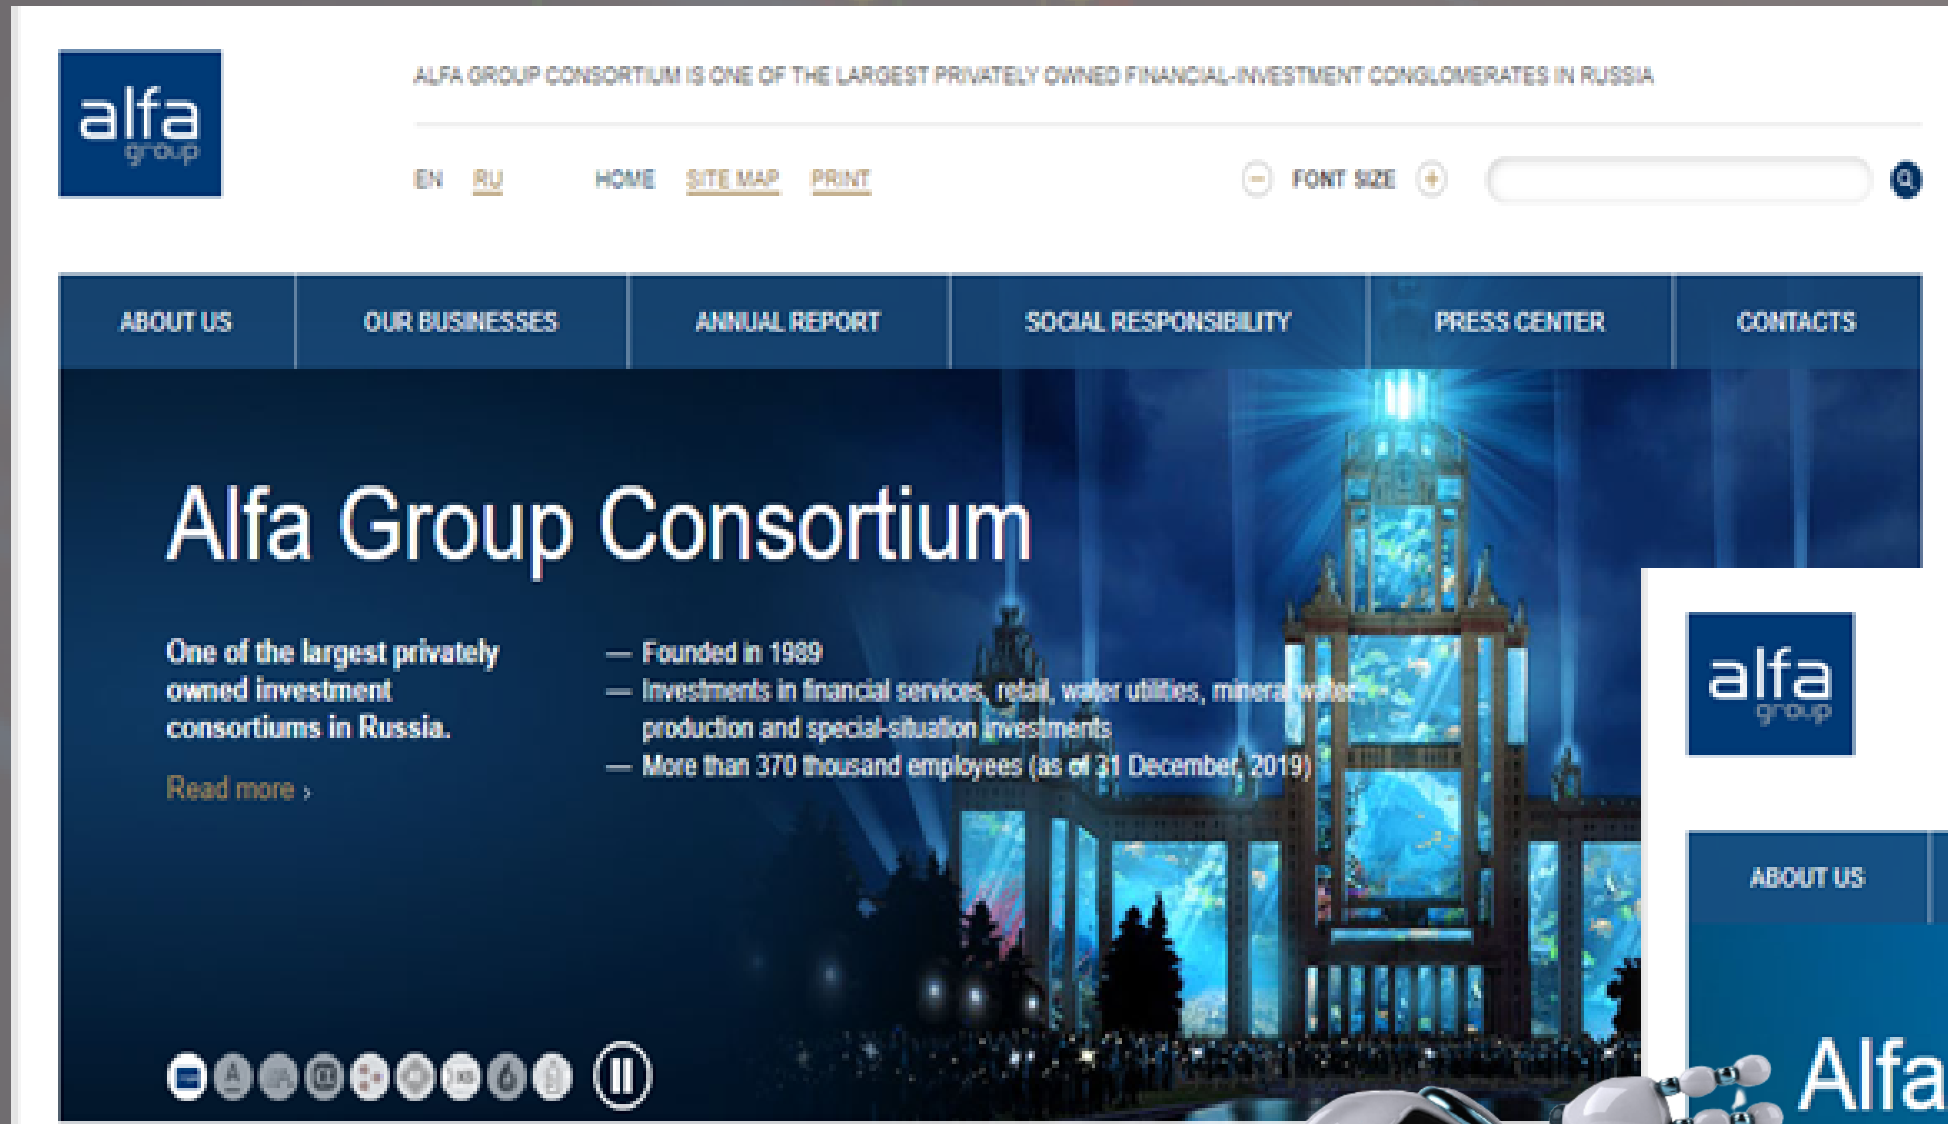 alfa
group
ALFA GROUP CONSORTIUM IS ONE OF THE LARGEST PRIVATELY OWNED FINANCIAL-INVESTMENT CONGLOMERATES IN RUSSIA
EN RU HOME SITE MAP PRINT FONT SIZE
ABOUT US OUR BUSINESSES ANNUAL REPORT SOCIAL RESPONSIBILITY PRESS CENTER CONTACTS
Alfa Group Consortium
One of the largest privately
owned investment
consortiums in Russia.
Read more ›
— Founded in 1989
— Investments in financial services, retail, water utilities, mineral water
production and special-situation investments
— More than 370 thousand employees (as of 31 December, 2019)
alfa
group
ABOUT US
Alfa